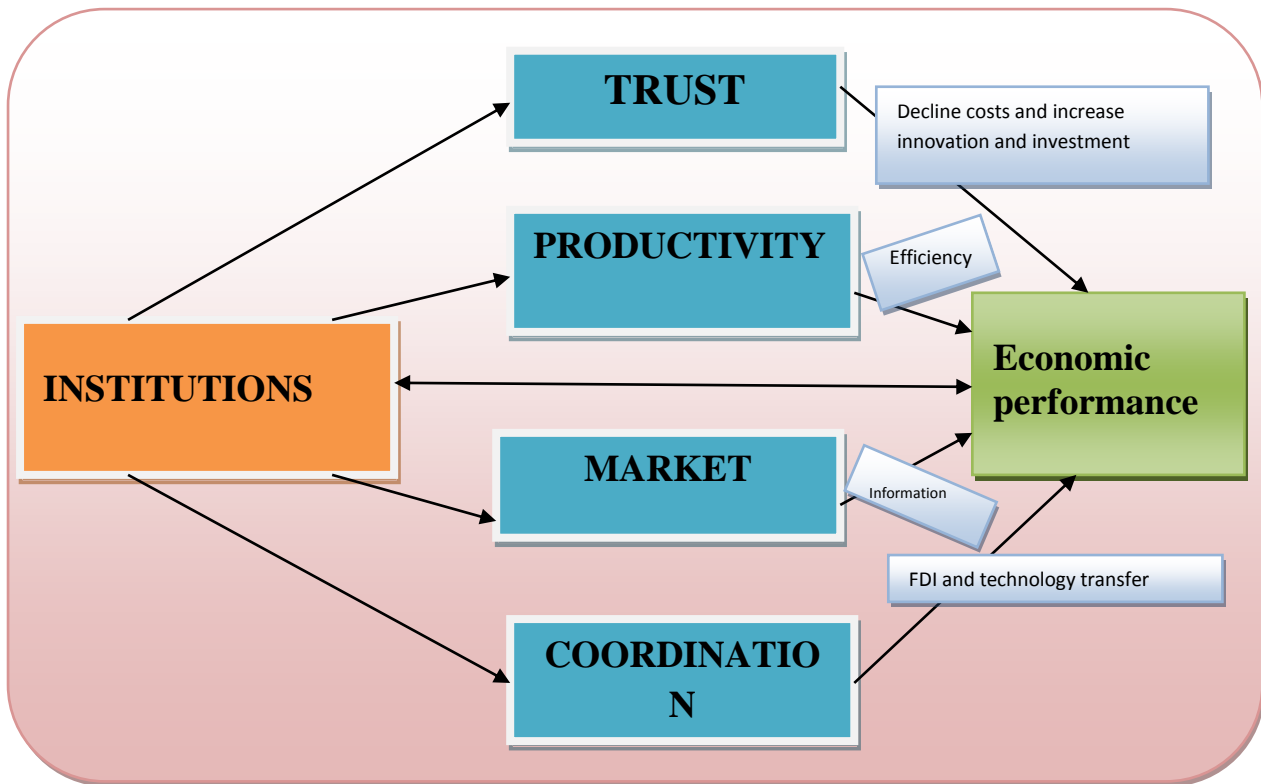 TRUST
Decline costs and increase
innovation and investment
PRODUCTIVITY
Efficiency
INSTITUTIONS
Economic
performance
MARKET
Information
FDI and technology transfer
COORDINATIO
N